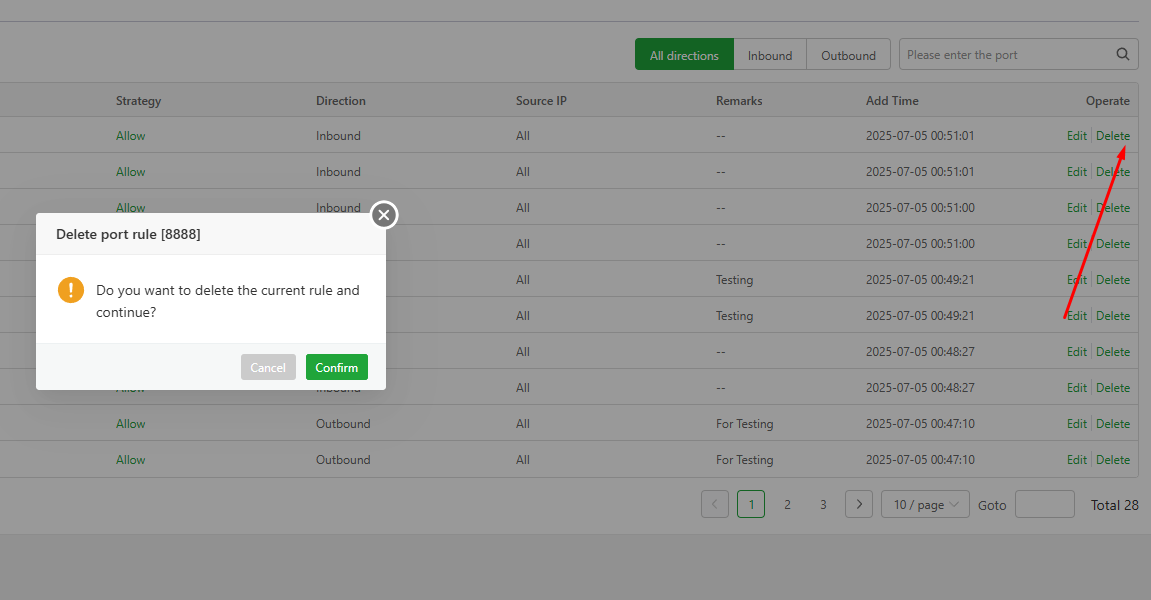 All directions Inbound Outbound Please enter the port
Strategy Direction Source IP Remarks Add Time Operate
Allow Inbound All -- 2025-07-05 00:51:01 Edit Delete
Allow Inbound All -- 2025-07-05 00:51:01 Edit Delete
Allow Inbound All -- 2025-07-05 00:51:00 Edit Delete
All -- 2025-07-05 00:51:00 Edit Delete
All Testing 2025-07-05 00:49:21 Edit Delete
All Testing 2025-07-05 00:49:21 Edit Delete
All -- 2025-07-05 00:48:27 Edit Delete
Allow Inbound All -- 2025-07-05 00:48:27 Edit Delete
Allow Outbound All For Testing 2025-07-05 00:47:10 Edit Delete
Allow Outbound All For Testing 2025-07-05 00:47:10 Edit Delete
Delete port rule [8888]
Do you want to delete the current rule and
continue?
Cancel Confirm
1 2 3 10 / page Goto Total 28